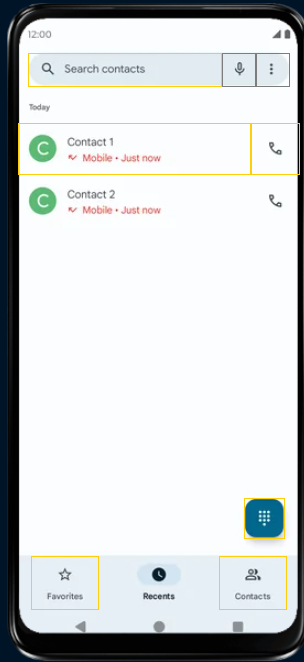 12:00
Search contacts
Today
C
Contact 1
Mobile • Just now
C
Contact 2
Mobile • Just now
Favorites
Recents
Contacts